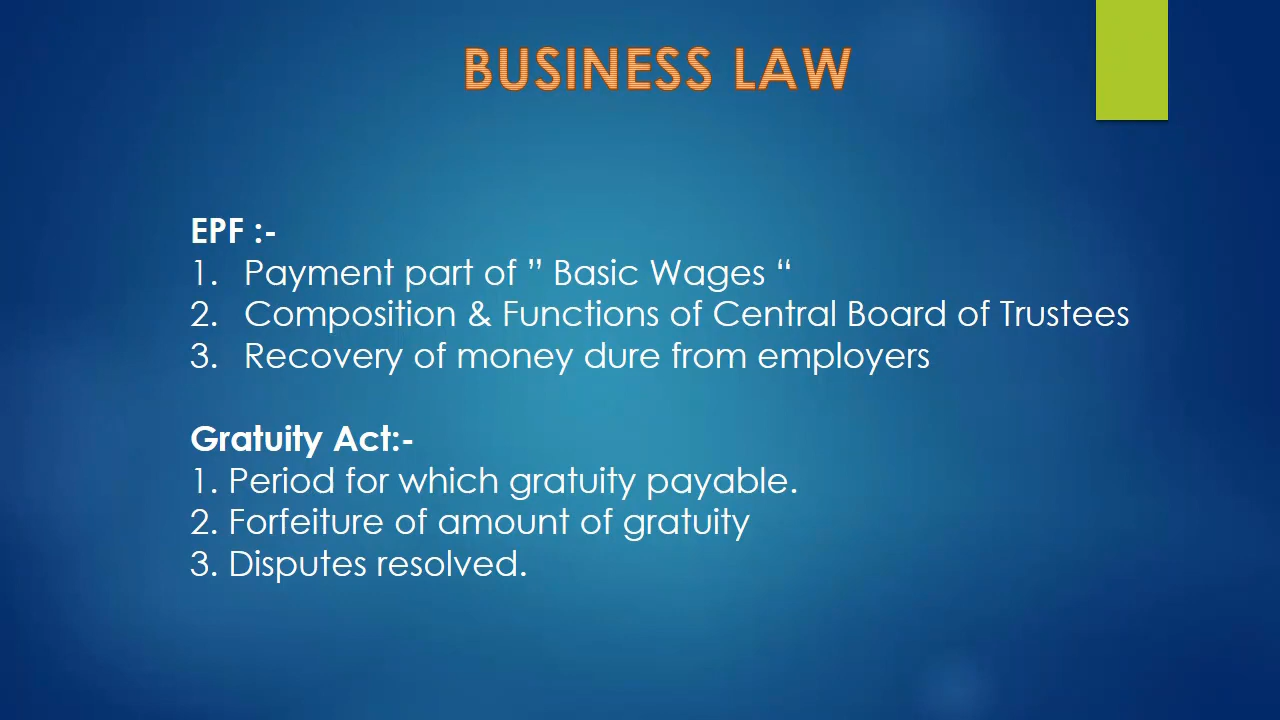 BUSINESS LAW
EPF :-
1. Payment part of ” Basic Wages “
2. Composition & Functions of Central Board of Trustees
3. Recovery of money dure from employers
Gratuity Act:-
1. Period for which gratuity payable.
2. Forfeiture of amount of gratuity
3. Disputes resolved.